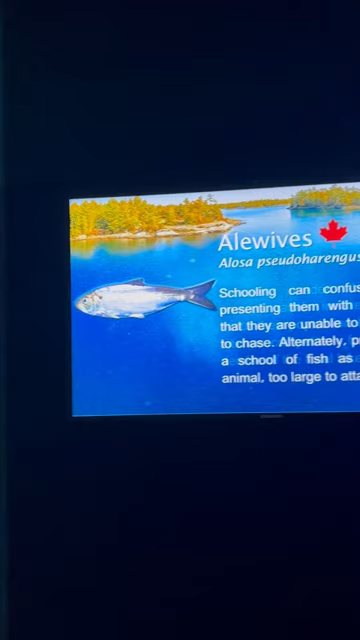 Alewives
Alosa pseudoharengus
Schooling can confus
presenting them with
that they are unable to
to chase. Alternately, p
a school of fish as
animal, too large to atta